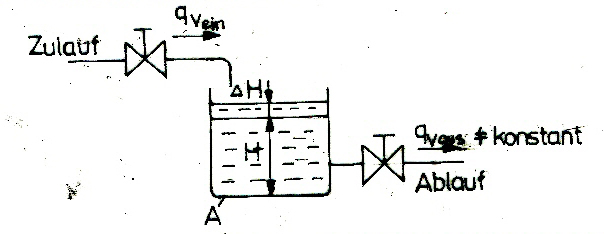 q_Vein
Zulauf
ΔH
H
q_Vaus ≠ konstant
Ablauf
A